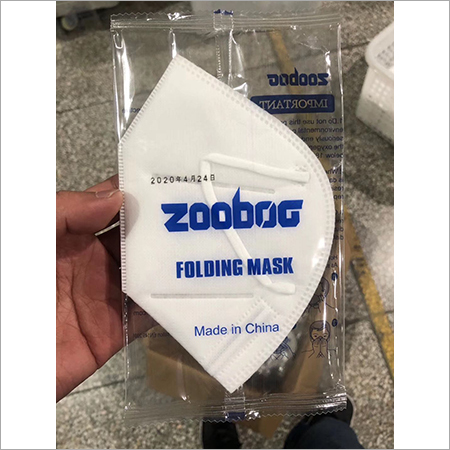 ZOOBOG
IMPORTANT
2020年4月24日
ZOOBOG
FOLDING MASK
Made in China